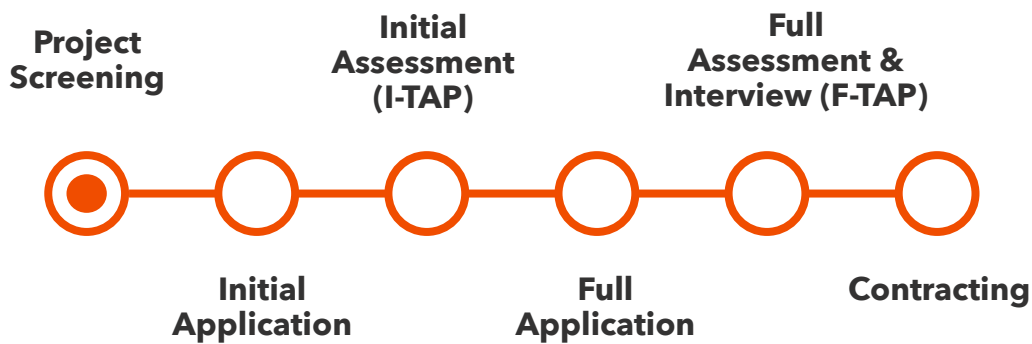 Project
Screening
Initial
Application
Initial
Assessment
(I-TAP)
Full
Application
Full
Assessment &
Interview (F-TAP)
Contracting